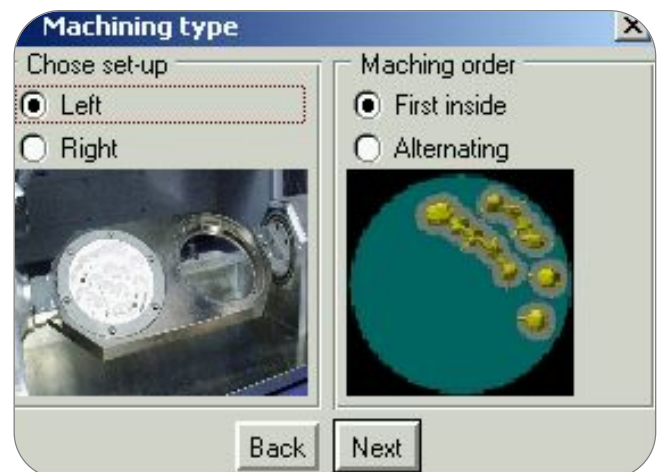 Machining type
Chose set-up
Left
Right
Maching order
First inside
Alternating
Back
Next